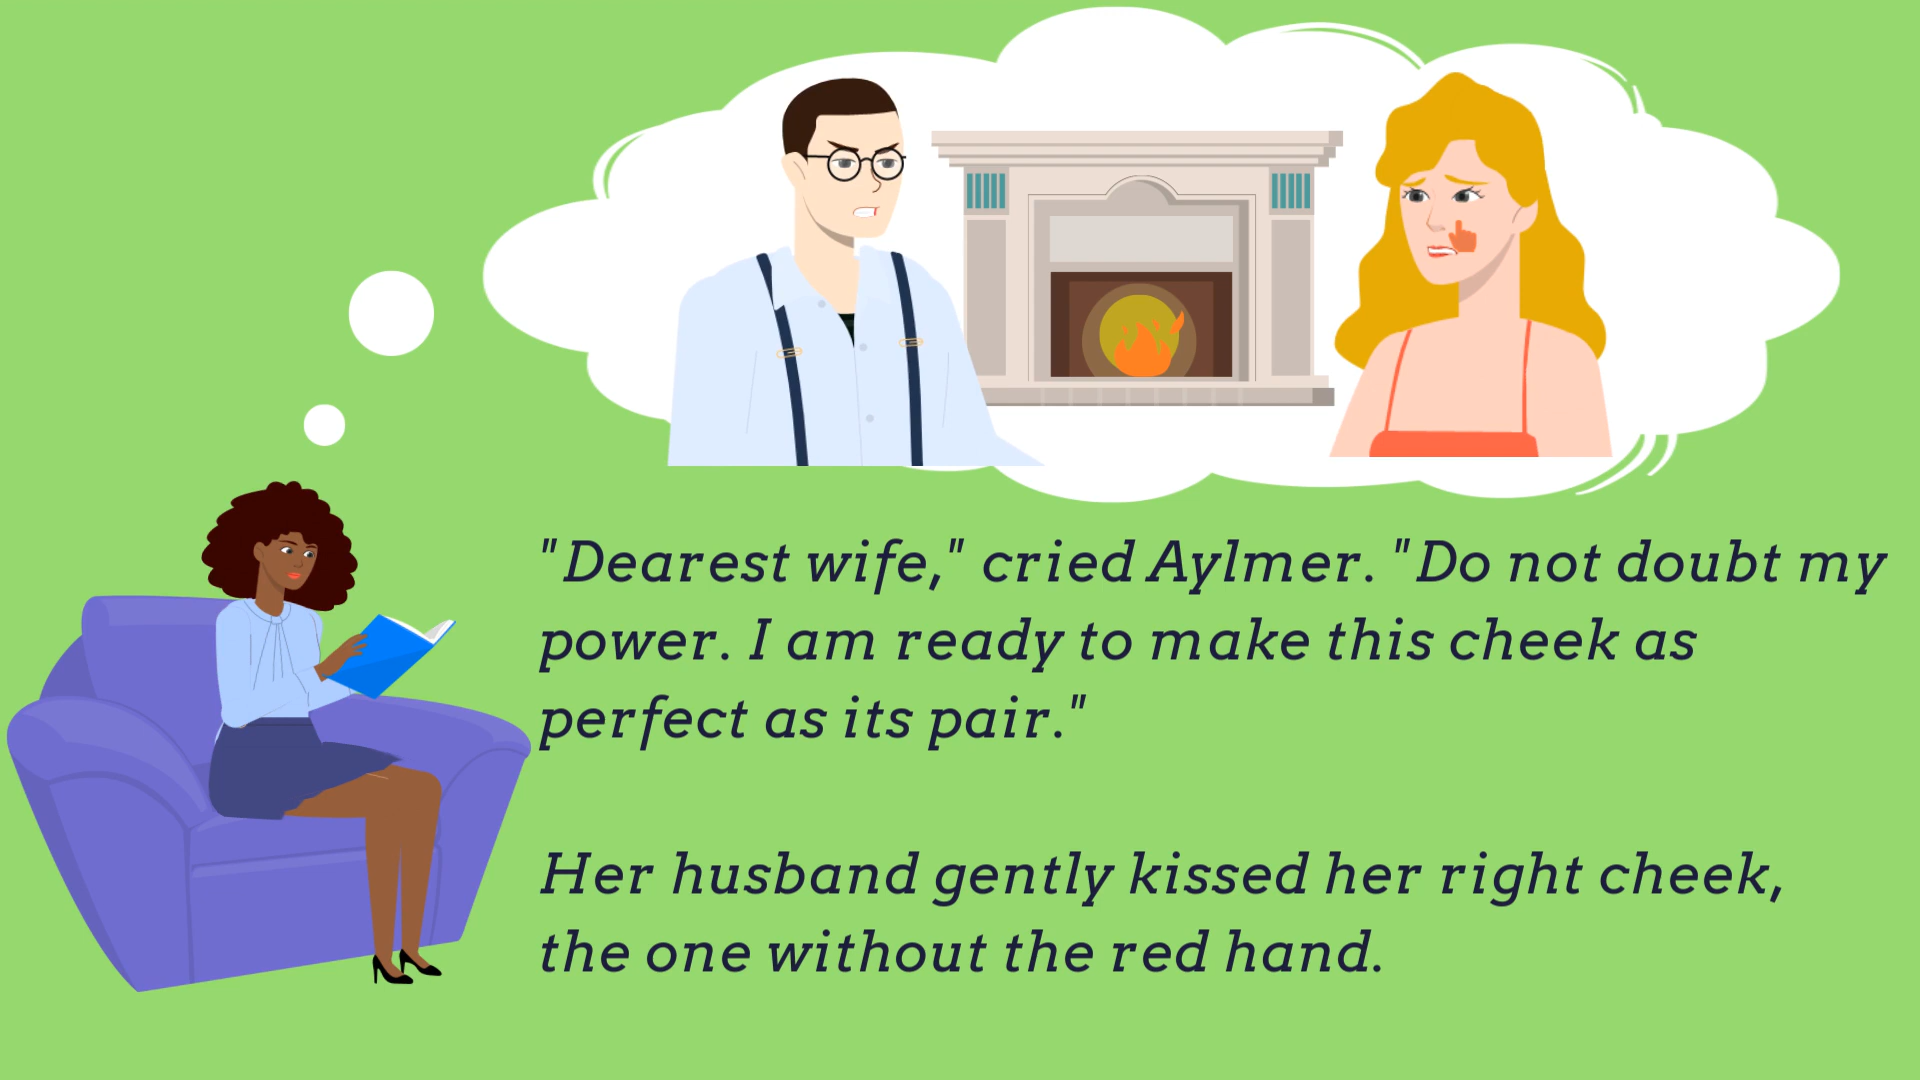 "Dearest wife," cried Aylmer. "Do not doubt my
power. I am ready to make this cheek as
perfect as its pair."
Her husband gently kissed her right cheek,
the one without the red hand.